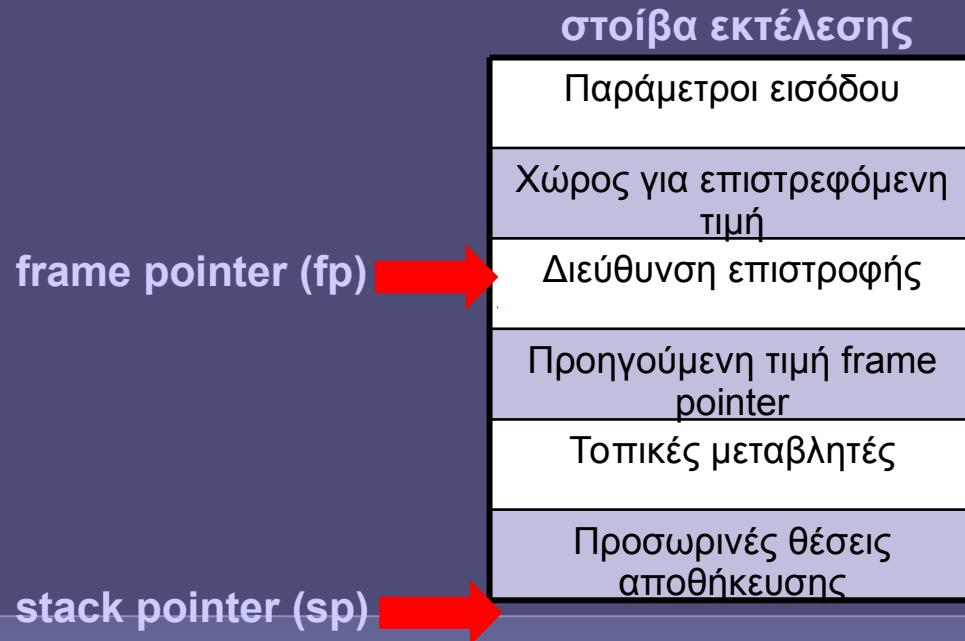 στοίβα εκτέλεσης
Παράμετροι εισόδου
Χώρος για επιστρεφόμενη
τιμή
frame pointer (fp)
Διεύθυνση επιστροφής
Προηγούμενη τιμή frame
pointer
Τοπικές μεταβλητές
Προσωρινές θέσεις
αποθήκευσης
stack pointer (sp)